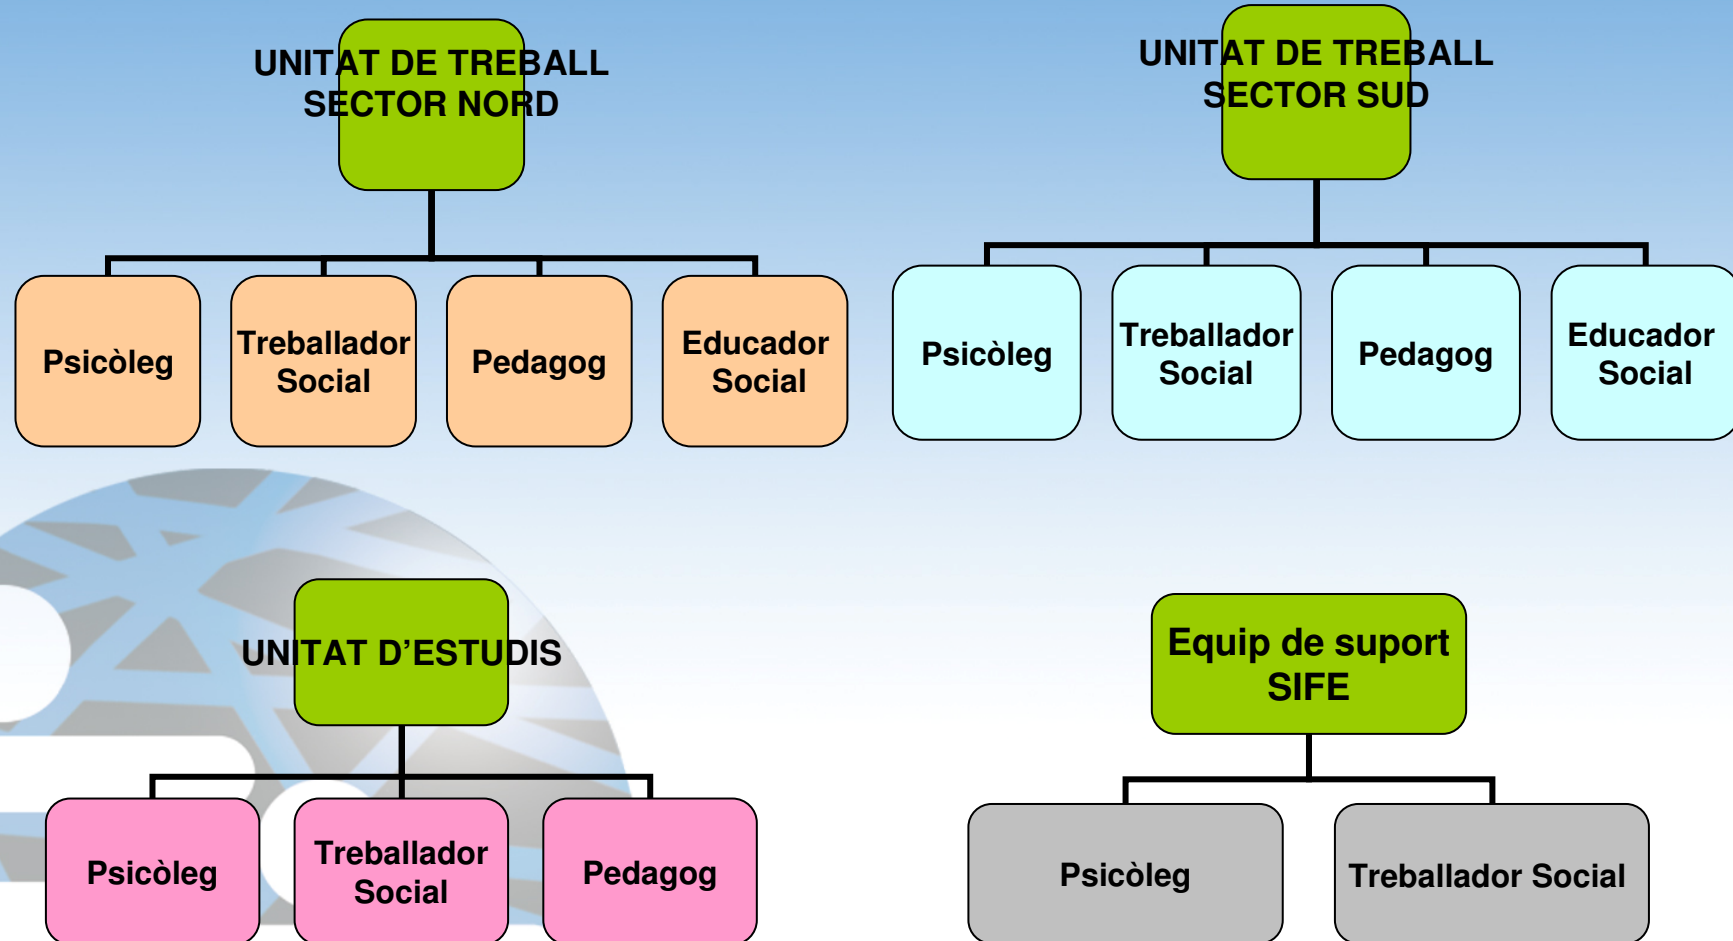 UNITAT DE TREBALL
SECTOR NORD
Psicòleg
Treballador
Social
Pedagog
Educador
Social
UNITAT DE TREBALL
SECTOR SUD
Psicòleg
Treballador
Social
Pedagog
Educador
Social
UNITAT D’ESTUDIS
Psicòleg
Treballador
Social
Pedagog
Equip de suport
SIFE
Psicòleg
Treballador Social